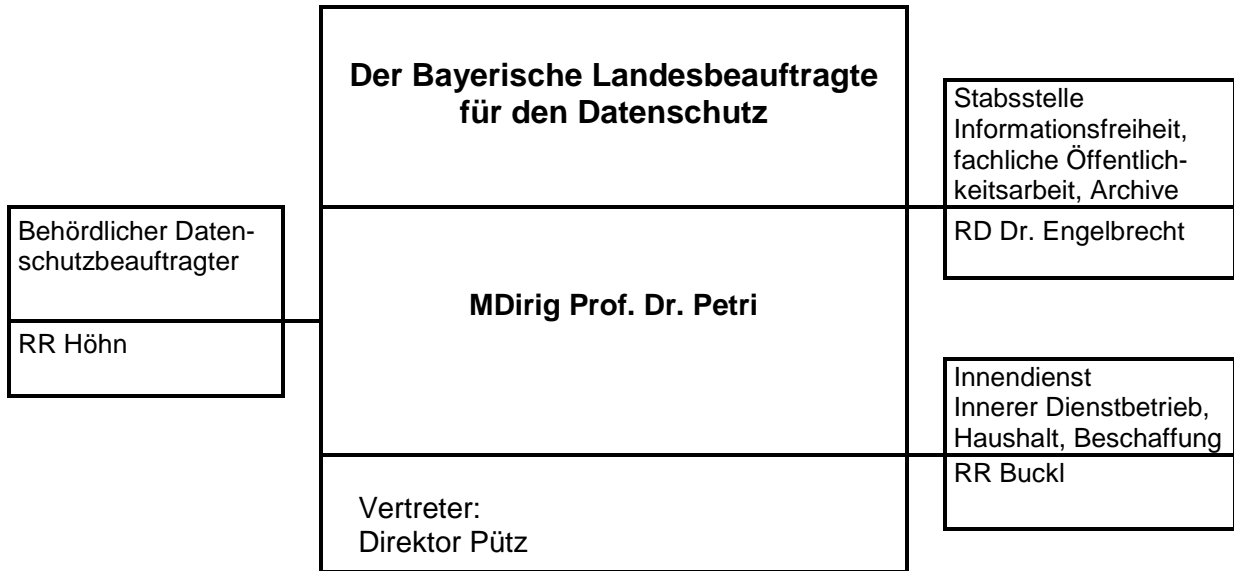 Der Bayerische Landesbeauftragte
für den Datenschutz
MDirig Prof. Dr. Petri
Vertreter:
Direktor Pütz
Behördlicher Daten-
schutzbeauftragter
RR Höhn
Stabsstelle
Informationsfreiheit,
fachliche Öffentlich-
keitsarbeit, Archive
RD Dr. Engelbrecht
Innendienst
Innerer Dienstbetrieb,
Haushalt, Beschaffung
RR Buckl